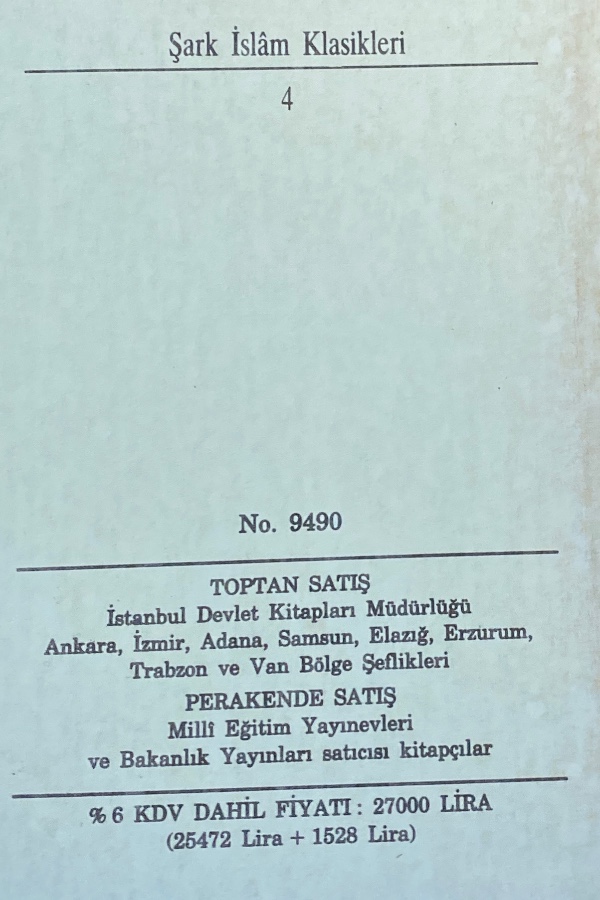 Şark İslâm Klasikleri
4
No. 9490
TOPTAN SATIŞ
İstanbul Devlet Kitapları Müdürlüğü
Ankara, İzmir, Adana, Samsun, Elazığ, Erzurum,
Trabzon ve Van Bölge Şeflikleri
PERAKENDE SATIŞ
Millî Eğitim Yayınevleri
ve Bakanlık Yayınları satıcısı kitapçılar
% 6 KDV DAHİL FİYATI : 27000 LİRA
(25472 Lira + 1528 Lira)